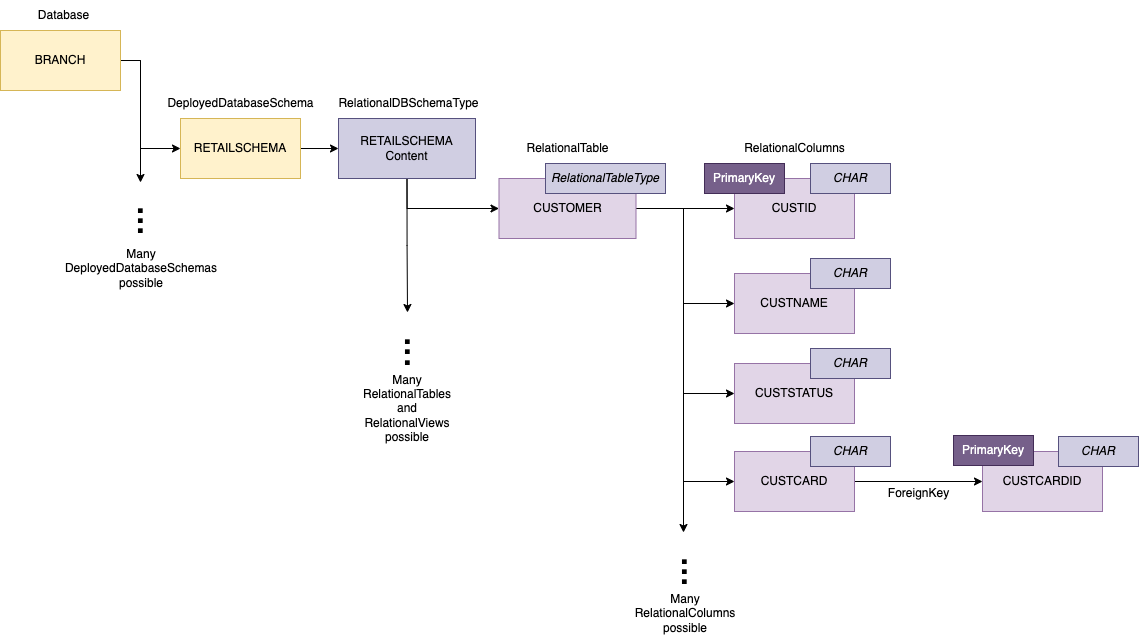 Database
BRANCH
DeployedDatabaseSchema
RETAILSCHEMA
Many
DeployedDatabaseSchemas
possible
RelationalDBSchemaType
RETAILSCHEMA
Content
Many
RelationalTables
and
RelationalViews
possible
RelationalTable
RelationalTableType
CUSTOMER
RelationalColumns
PrimaryKey
CHAR
CUSTID
CHAR
CUSTNAME
CHAR
CUSTSTATUS
CHAR
CUSTCARD
ForeignKey
PrimaryKey
CHAR
CUSTCARDID
Many
RelationalColumns
possible